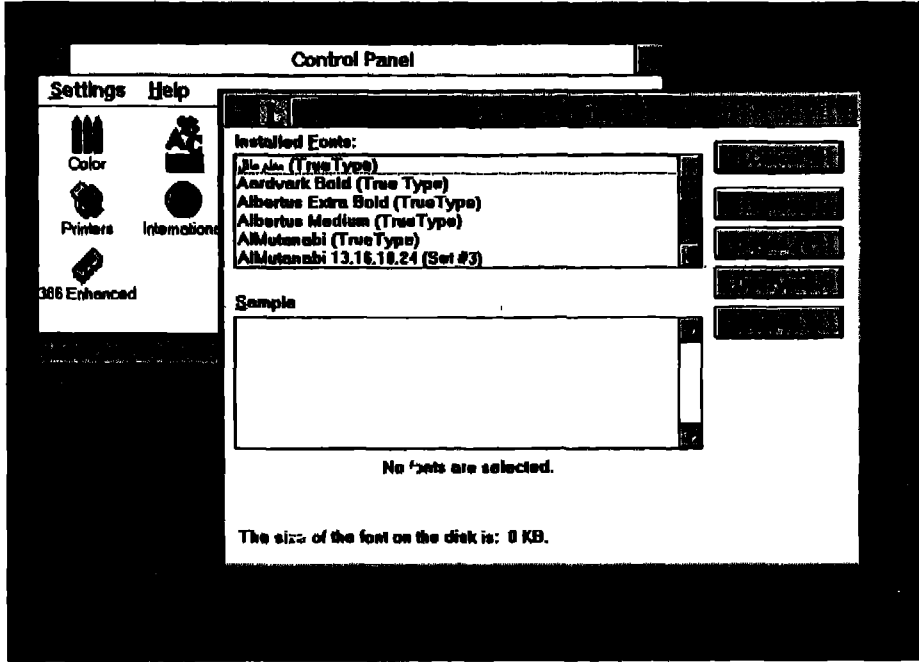 Control Panel
Settings Help
Color
Printers
International
386 Enhanced
Installed Fonts:
(TrueType)
Aardvark Bold (True Type)
Albertus Extra Bold (TrueType)
Albertus Medium (TrueType)
AlMutanabi (TrueType)
AlMutanabi 13,16,18,24 (Set #3)
Sample
No fonts are selected.
The size of the font on the disk is: 0 KB.